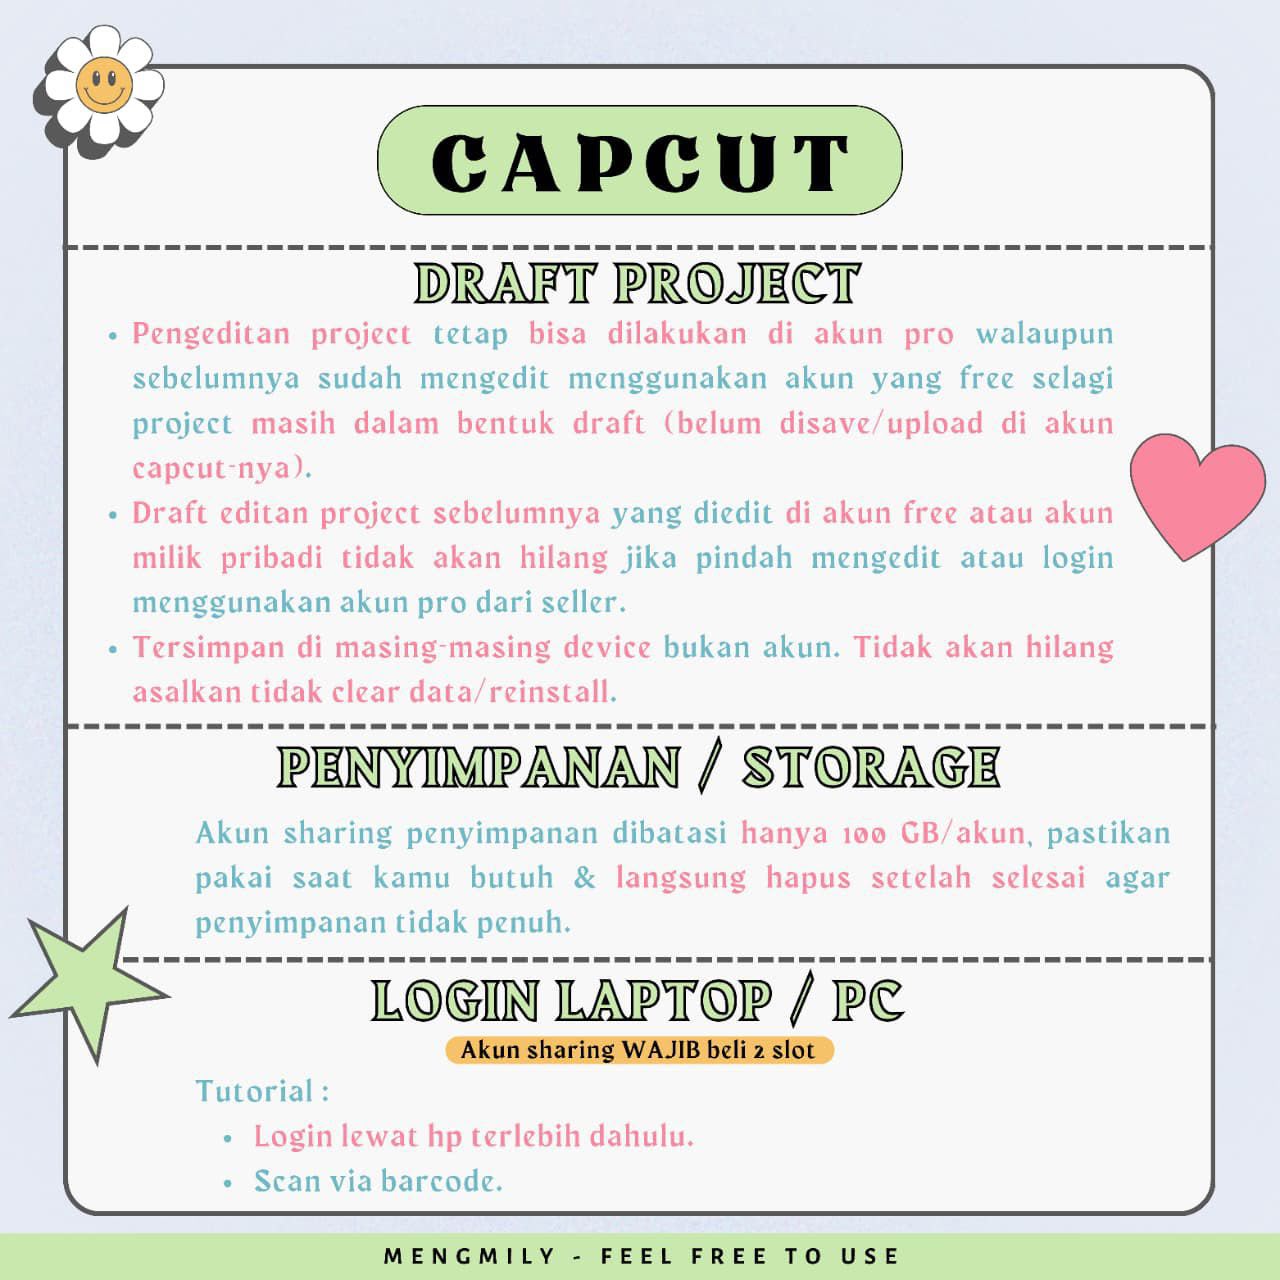 CAPCUT
DRAFT PROJECT
• Pengeditan project tetap bisa dilakukan di akun pro walaupun
sebelumnya sudah mengedit menggunakan akun yang free selagi
project masih dalam bentuk draft (belum disave/upload di akun
capcut-nya).
• Draft editan project sebelumnya yang diedit di akun free atau akun
milik pribadi tidak akan hilang jika pindah mengedit atau login
menggunakan akun pro dari seller.
• Tersimpan di masing-masing device bukan akun. Tidak akan hilang
asalkan tidak clear data/reinstall.
PENYIMPANAN / STORAGE
Akun sharing penyimpanan dibatasi hanya 100 GB/akun, pastikan
pakai saat kamu butuh & langsung hapus setelah selesai agar
penyimpanan tidak penuh.
LOGIN LAPTOP / PC
Akun sharing WAJIB beli 2 slot
Tutorial :
• Login lewat hp terlebih dahulu.
• Scan via barcode.
MENGMILY - FEEL FREE TO USE